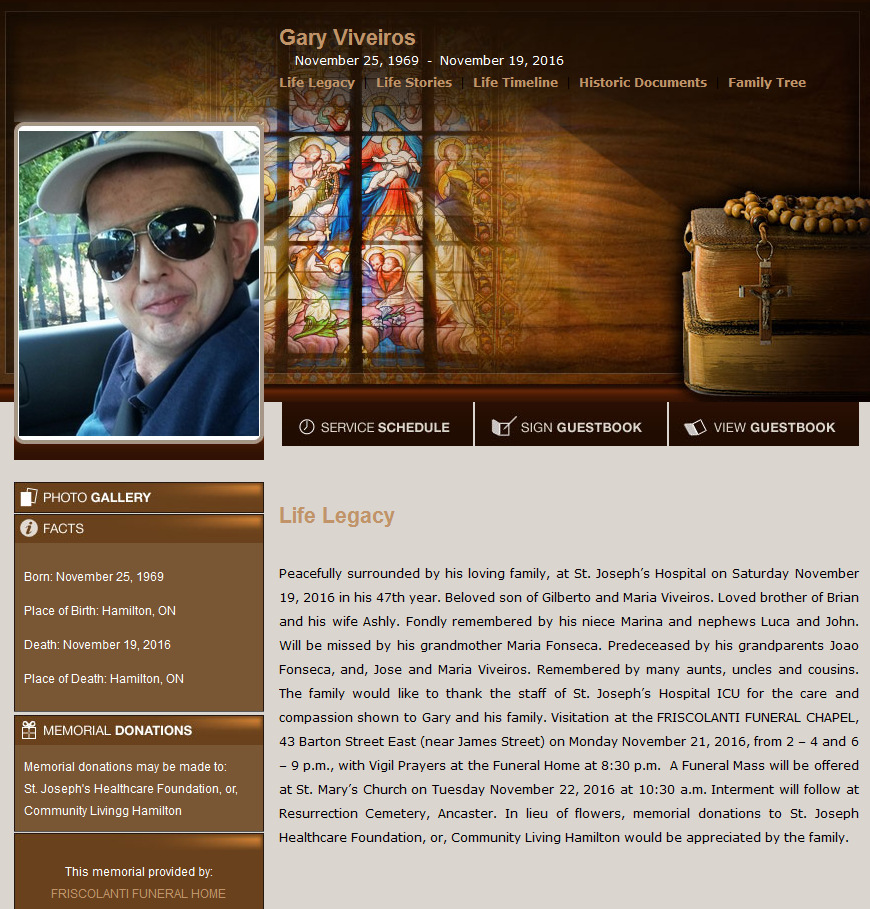 Gary Viveiros
November 25, 1969 - November 19, 2016
Life Legacy | Life Stories | Life Timeline | Historic Documents | Family Tree
SERVICE SCHEDULE
SIGN GUESTBOOK
VIEW GUESTBOOK
PHOTO GALLERY
FACTS
Born: November 25, 1969
Place of Birth: Hamilton, ON
Death: November 19, 2016
Place of Death: Hamilton, ON
MEMORIAL DONATIONS
Memorial donations may be made to:
St. Joseph's Healthcare Foundation, or,
Community Livingg Hamilton
This memorial provided by:
FRISCOLANTI FUNERAL HOME
Life Legacy
Peacefully surrounded by his loving family, at St. Joseph’s Hospital on Saturday November
19, 2016 in his 47th year. Beloved son of Gilberto and Maria Viveiros. Loved brother of Brian
and his wife Ashly. Fondly remembered by his niece Marina and nephews Luca and John.
Will be missed by his grandmother Maria Fonseca. Predeceased by his grandparents Joao
Fonseca, and, Jose and Maria Viveiros. Remembered by many aunts, uncles and cousins.
The family would like to thank the staff of St. Joseph’s Hospital ICU for the care and
compassion shown to Gary and his family. Visitation at the FRISCOLANTI FUNERAL CHAPEL,
43 Barton Street East (near James Street) on Monday November 21, 2016, from 2 – 4 and 6
– 9 p.m., with Vigil Prayers at the Funeral Home at 8:30 p.m. A Funeral Mass will be offered
at St. Mary’s Church on Tuesday November 22, 2016 at 10:30 a.m. Interment will follow at
Resurrection Cemetery, Ancaster. In lieu of flowers, memorial donations to St. Joseph
Healthcare Foundation, or, Community Living Hamilton would be appreciated by the family.